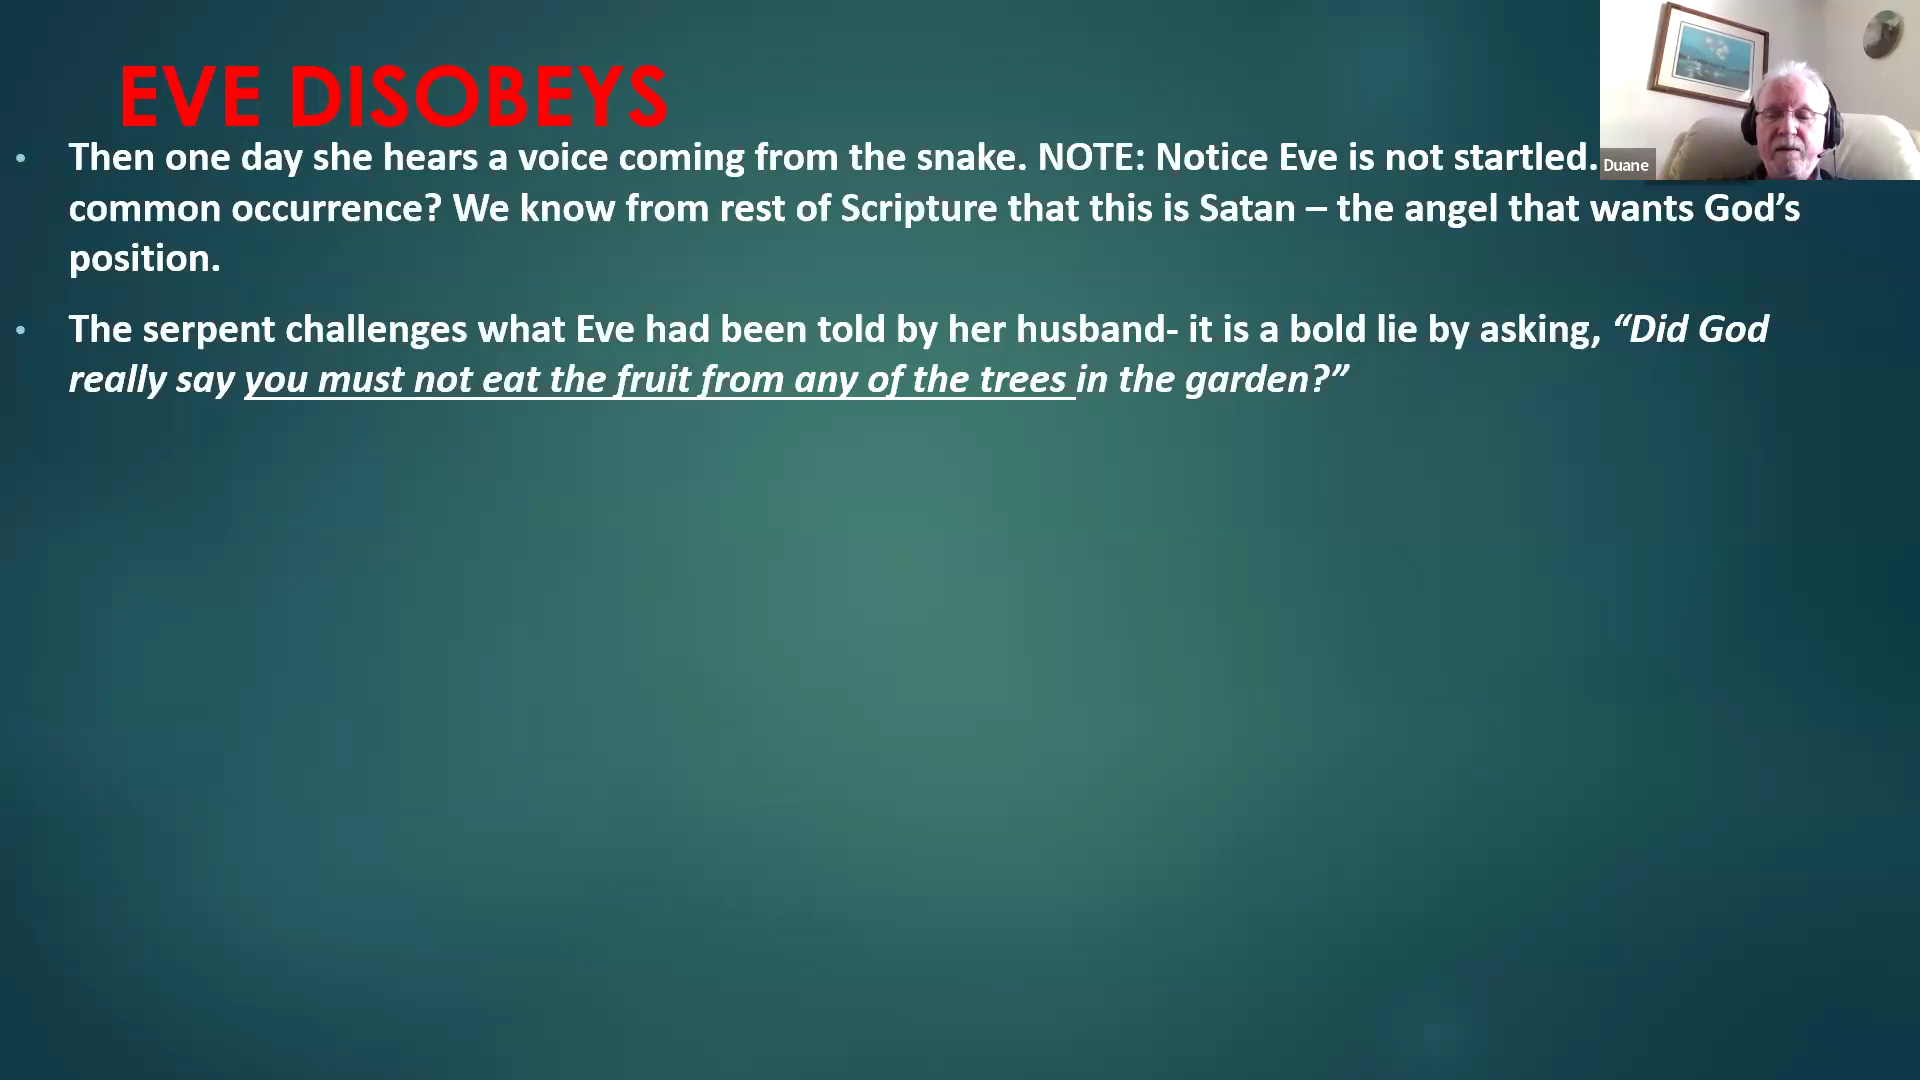 EVE DISOBEYS
• Then one day she hears a voice coming from the snake. NOTE: Notice Eve is not startled.
common occurrence? We know from rest of Scripture that this is Satan – the angel that wants God’s
position.
• The serpent challenges what Eve had been told by her husband- it is a bold lie by asking, “Did God
really say you must not eat the fruit from any of the trees in the garden?”
Duane